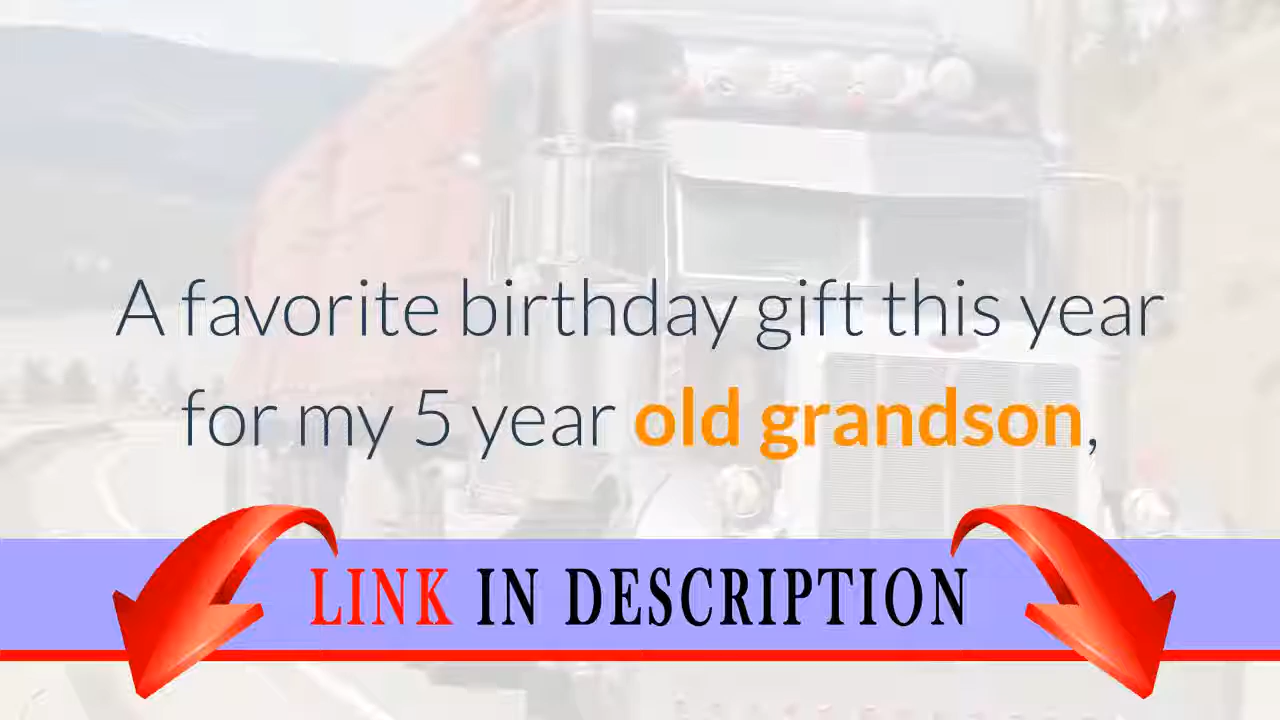 A favorite birthday gift this year
for my 5 year old grandson,
LINK IN DESCRIPTION